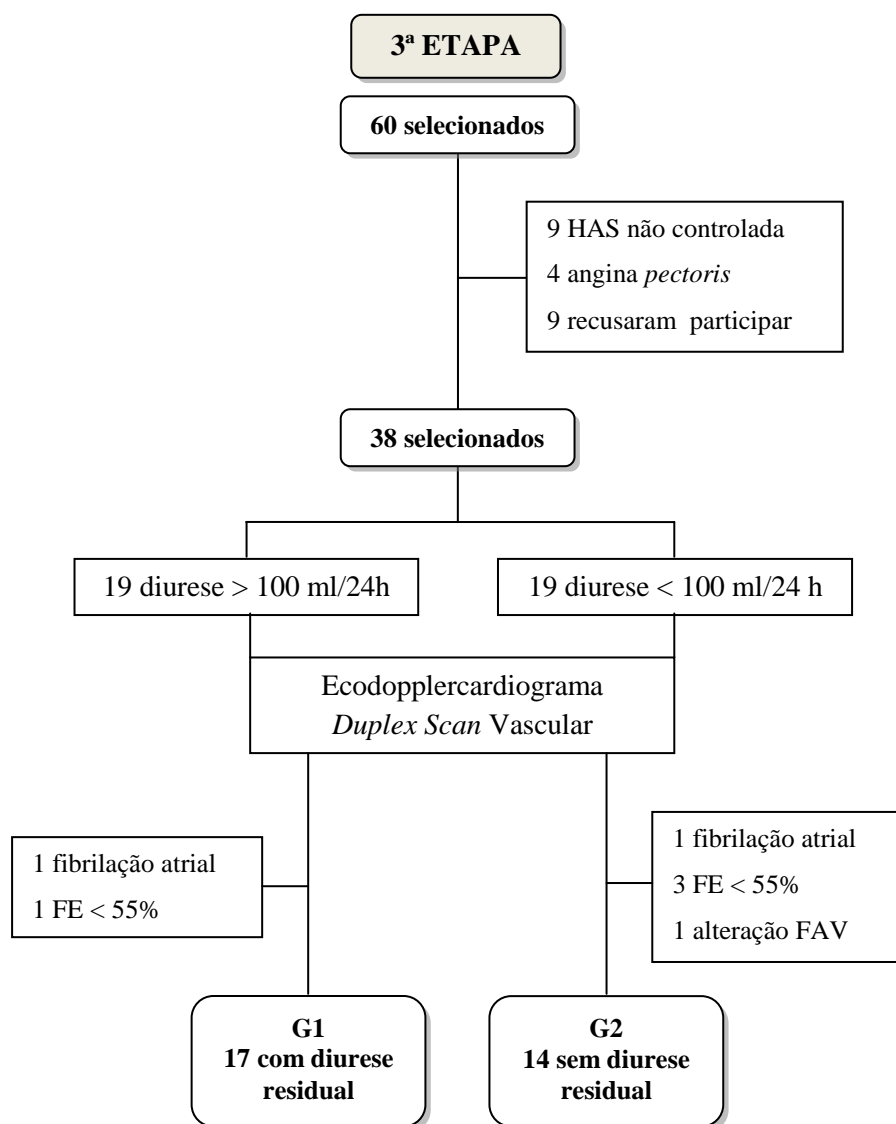 3ª ETAPA
60 selecionados
9 HAS não controlada
4 angina pectoris
9 recusaram participar
38 selecionados
19 diurese > 100 ml/24h
19 diurese < 100 ml/24 h
Ecodopplercardiograma
Duplex Scan Vascular
1 fibrilação atrial
1 FE < 55%
1 fibrilação atrial
3 FE < 55%
1 alteração FAV
G1
17 com diurese
residual
G2
14 sem diurese
residual